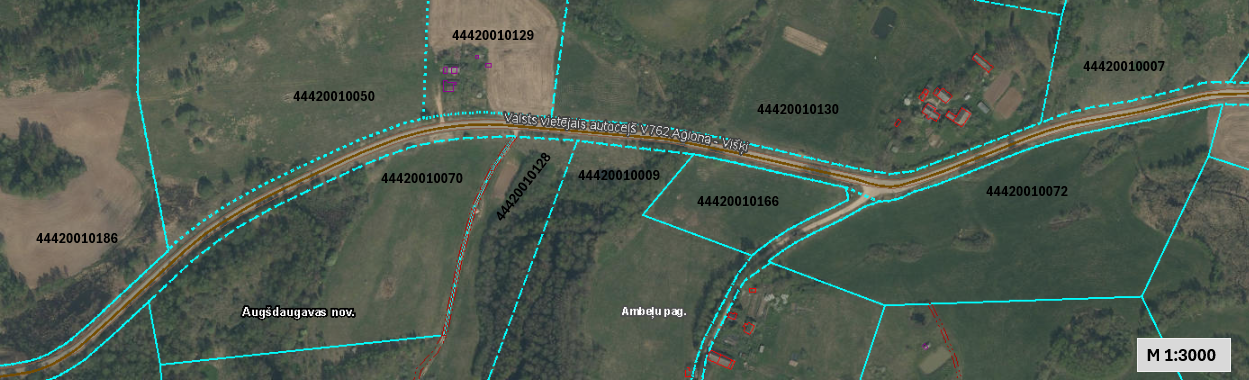 44420010129
44420010007
44420010050
44420010130
Valsts vietējais autoceļš V762 Aglona - Višķi
44420010070
44420010128
44420010009
44420010166
44420010072
44420010186
Augšdaugavas nov.
Ambeļu pag.
M 1:3000